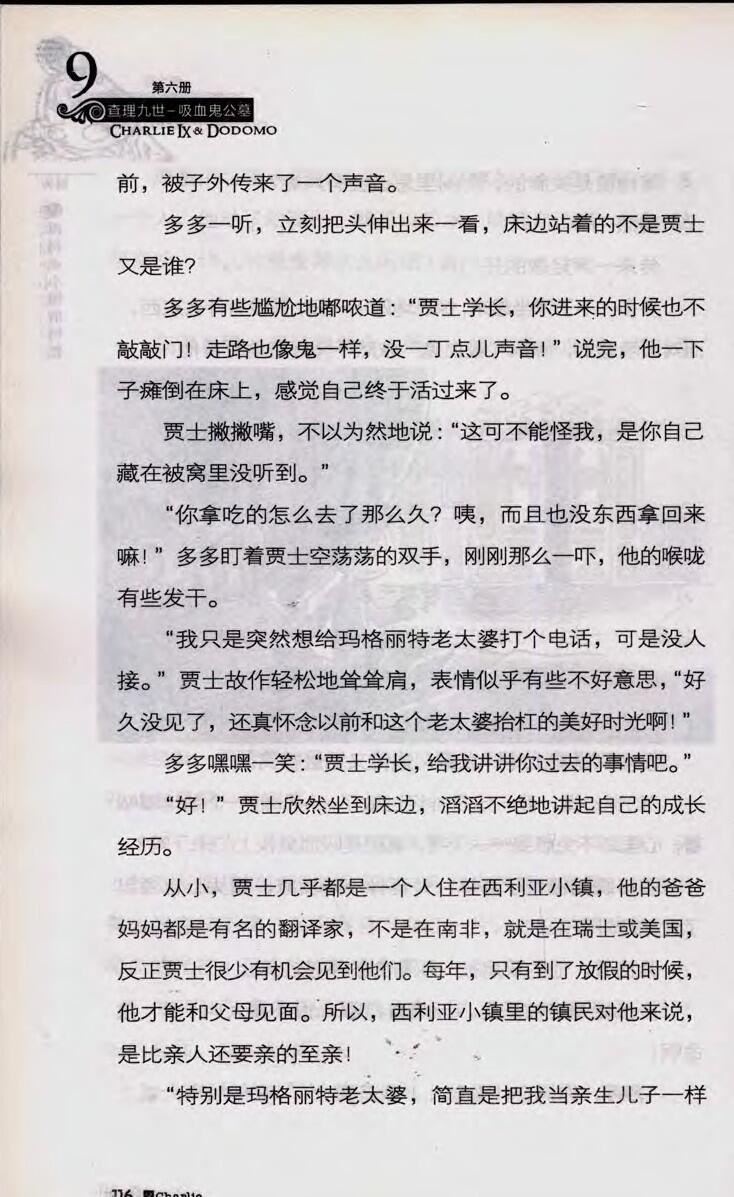 9
第六册
查理九世-吸血鬼公墓
CHARLIE IX & DODOMO
前，被子外传来了一个声音。
多多一听，立刻把头伸出来一看，床边站着的不是贾士
又是谁？
多多有些尴尬地嘟哝道：“贾士学长，你进来的时候也不
敲敲门！走路也像鬼一样，没一丁点儿声音！”说完，他一下
子瘫倒在床上，感觉自己终于活过来了。
贾士撇撇嘴，不以为然地说：“这可不能怪我，是你自己
藏在被窝里没听到。”
“你拿吃的怎么去了那么久？咦，而且也没东西拿回来
嘛！”多多盯着贾士空荡荡的双手，刚刚那么一吓，他的喉咙
有些发干。
“我只是突然想给玛格丽特老太婆打个电话，可是没人
接。”贾士故作轻松地耸耸肩，表情似乎有些不好意思，“好
久没见了，还真怀念以前和这个老太婆抬杠的美好时光啊！”
多多嘿嘿一笑：“贾士学长，给我讲讲你过去的事情吧。”
“好！”贾士欣然坐到床边，滔滔不绝地讲起自己的成长
经历。
从小，贾士几乎都是一个人住在西利亚小镇，他的爸爸
妈妈都是有名的翻译家，不是在南非，就是在瑞士或美国，
反正贾士很少有机会见到他们。每年，只有到了放假的时候，
他才能和父母见面。所以，西利亚小镇里的镇民对他来说，
是比亲人还要亲的至亲！
“特别是玛格丽特老太婆，简直是把我当亲生儿子一样
116 Charlie